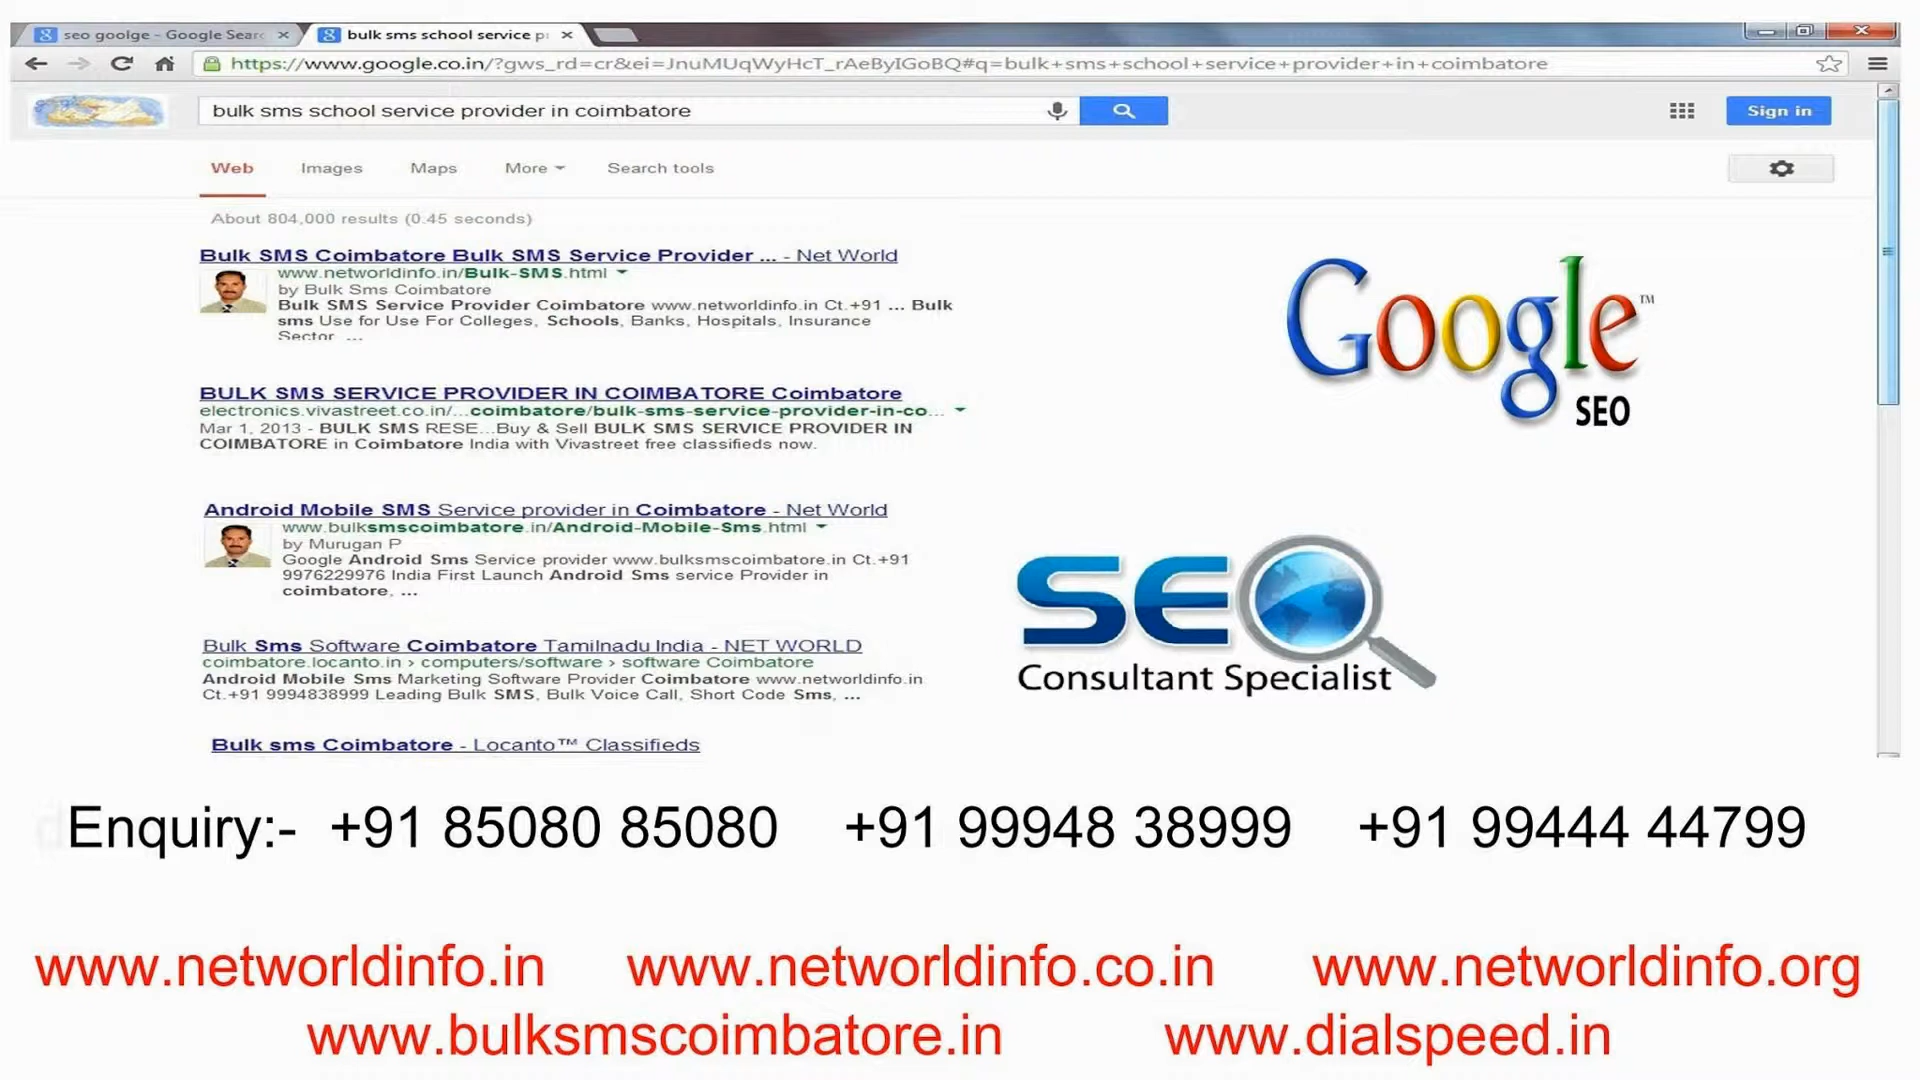 seo goolge - Google Searc
bulk sms school service p
https://www.google.co.in/?gws_rd=cr&ei=JnuMUqWyHcT_rAeByIGoBQ#q=bulk+sms+school+service+provider+in+coimbatore
bulk sms school service provider in coimbatore
Sign in
Web Images Maps More Search tools
About 804,000 results (0.45 seconds)
Bulk SMS Coimbatore Bulk SMS Service Provider ... - Net World
www.networldinfo.in/Bulk-SMS.html
by Bulk Sms Coimbatore
Bulk SMS Service Provider Coimbatore www.networldinfo.in Ct.+91 ... Bulk
sms Use for Use For Colleges, Schools, Banks, Hospitals, Insurance
Sector ...
BULK SMS SERVICE PROVIDER IN COIMBATORE Coimbatore
electronics.vivastreet.co.in/...coimbatore/bulk-sms-service-provider-in-co...
Mar 1, 2013 - BULK SMS RESE...Buy & Sell BULK SMS SERVICE PROVIDER IN
COIMBATORE in Coimbatore India with Vivastreet free classifieds now.
Android Mobile SMS Service provider in Coimbatore - Net World
www.bulksmscoimbatore.in/Android-Mobile-Sms.html
by Murugan P
Google Android Sms Service provider www.bulksmscoimbatore.in Ct.+91
9976229976 India First Launch Android Sms service Provider in
coimbatore, ...
Bulk Sms Software Coimbatore Tamilnadu India - NET WORLD
coimbatore.locanto.in › computers/software › software Coimbatore
Android Mobile Sms Marketing Software Provider Coimbatore www.networldinfo.in
Ct.+91 9994838999 Leading Bulk SMS, Bulk Voice Call, Short Code Sms, ...
Bulk sms Coimbatore - Locanto™ Classifieds
Google™
SEO
SEO
Consultant Specialist
Enquiry:- +91 85080 85080 +91 99948 38999 +91 99444 44799
www.networldinfo.in www.networldinfo.co.in www.networldinfo.org
www.bulksmscoimbatore.in www.dialspeed.in